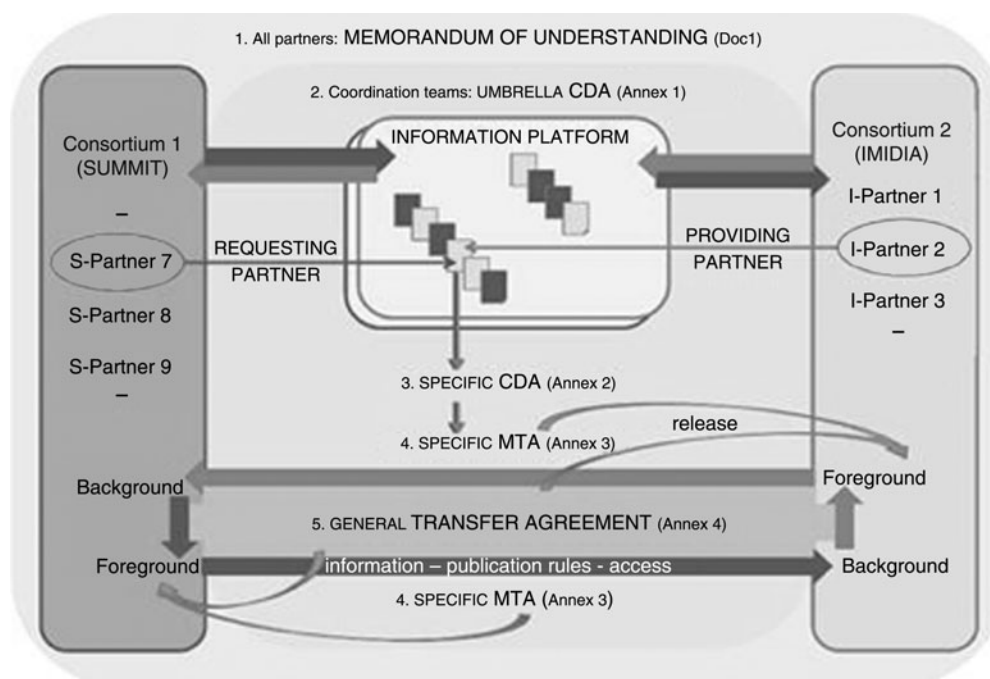 1. All partners: MEMORANDUM OF UNDERSTANDING (Doc1)
2. Coordination teams: UMBRELLA CDA (Annex 1)
Consortium 1
(SUMMIT)
–
S-Partner 7
S-Partner 8
S-Partner 9
–
INFORMATION PLATFORM
REQUESTING
PARTNER
PROVIDING
PARTNER
Consortium 2
(IMIDIA)
I-Partner 1
I-Partner 2
I-Partner 3
–
3. SPECIFIC CDA (Annex 2)
4. SPECIFIC MTA (Annex 3)
release
Background
Foreground
5. GENERAL TRANSFER AGREEMENT (Annex 4)
Foreground
information – publication rules - access
Background
4. SPECIFIC MTA (Annex 3)